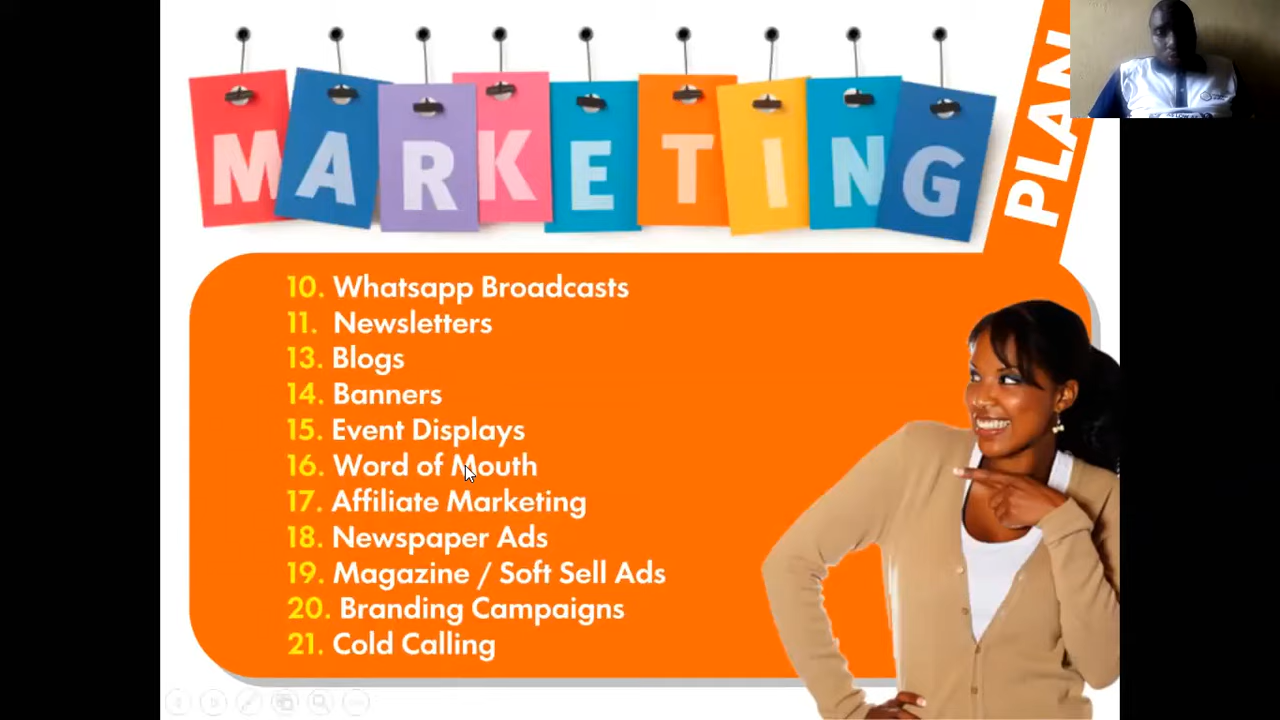 MARKETING
PLAN
10. Whatsapp Broadcasts
11. Newsletters
13. Blogs
14. Banners
15. Event Displays
16. Word of Mouth
17. Affiliate Marketing
18. Newspaper Ads
19. Magazine / Soft Sell Ads
20. Branding Campaigns
21. Cold Calling